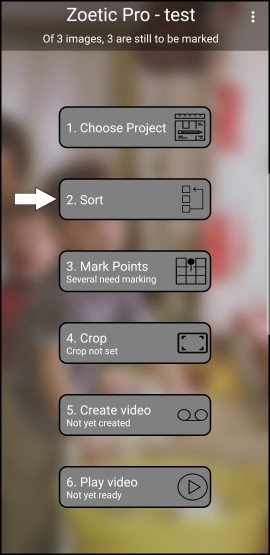 Zoetic Pro - test
Of 3 images, 3 are still to be marked
1. Choose Project
2. Sort
3. Mark Points
Several need marking
4. Crop
Crop not set
5. Create video
Not yet created
6. Play video
Not yet ready